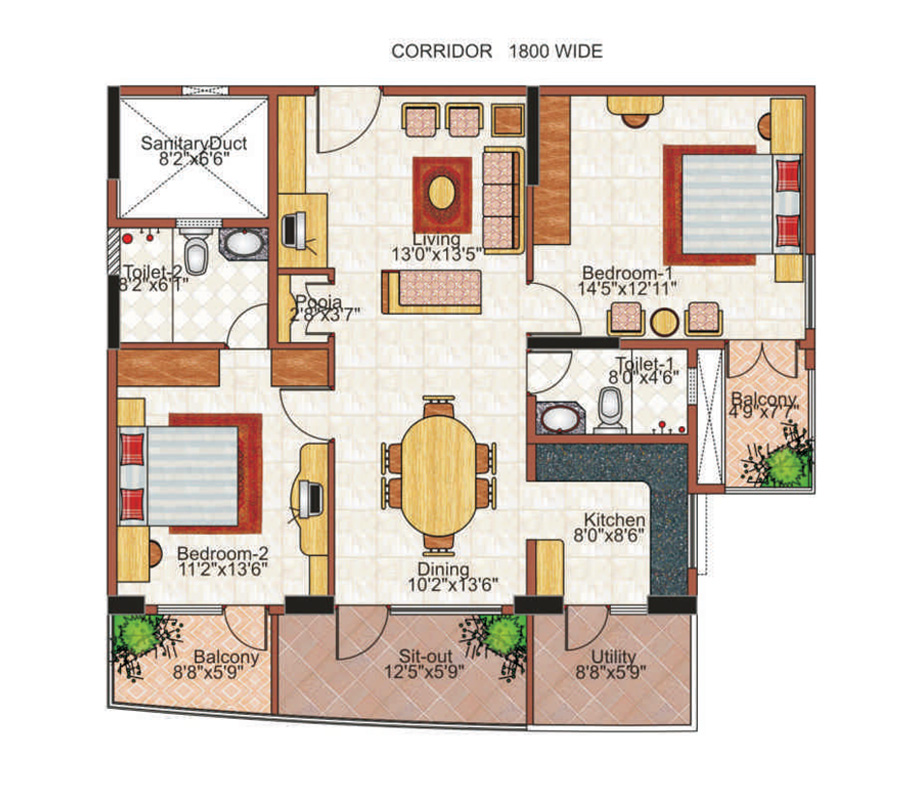 CORRIDOR 1800 WIDE
SanitaryDuct
8'2"x6'6"
Living
13'0"x13'5"
Bedroom-1
14'5"x12'11"
Toilet-2
8'2"x6'1"
Pooja
2'8"x3'7"
Toilet-1
8'0"x4'6"
Balcony
4'9"x7'7"
Kitchen
8'0"x8'6"
Bedroom-2
11'2"x13'6"
Dining
10'2"x13'6"
Balcony
8'8"x5'9"
Sit-out
12'5"x5'9"
Utility
8'8"x5'9"